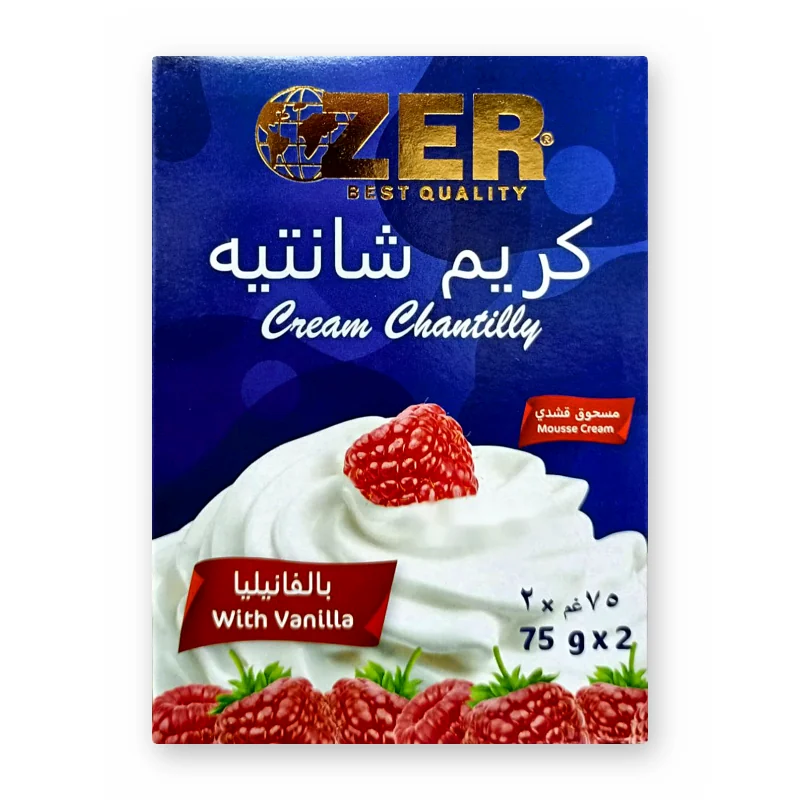 OZER®
BEST QUALITY
كريم شانتيه
Cream Chantilly
مسحوق قشدي
Mousse Cream
بالفانيليا
With Vanilla
٧٥ غم × ٢
75 g x 2